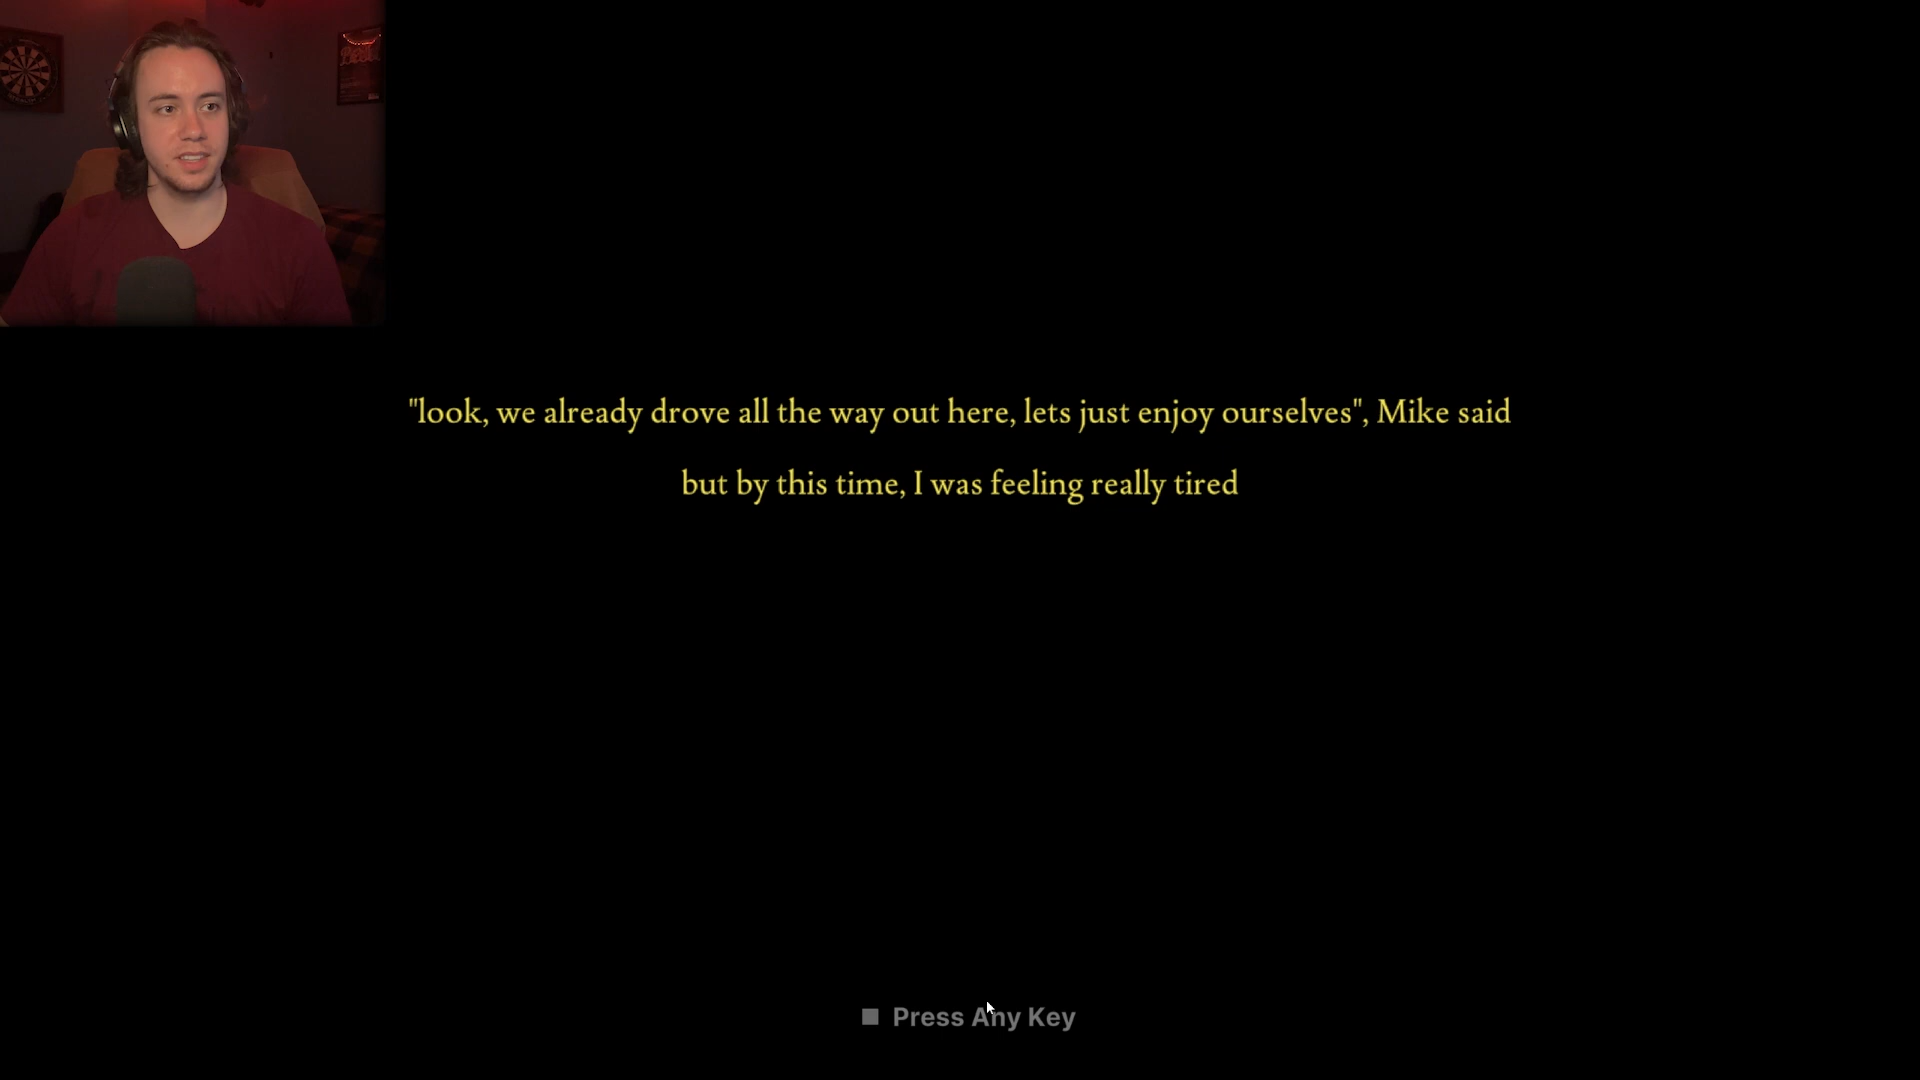 "look, we already drove all the way out here, lets just enjoy ourselves", Mike said
but by this time, I was feeling really tired
Press Any Key